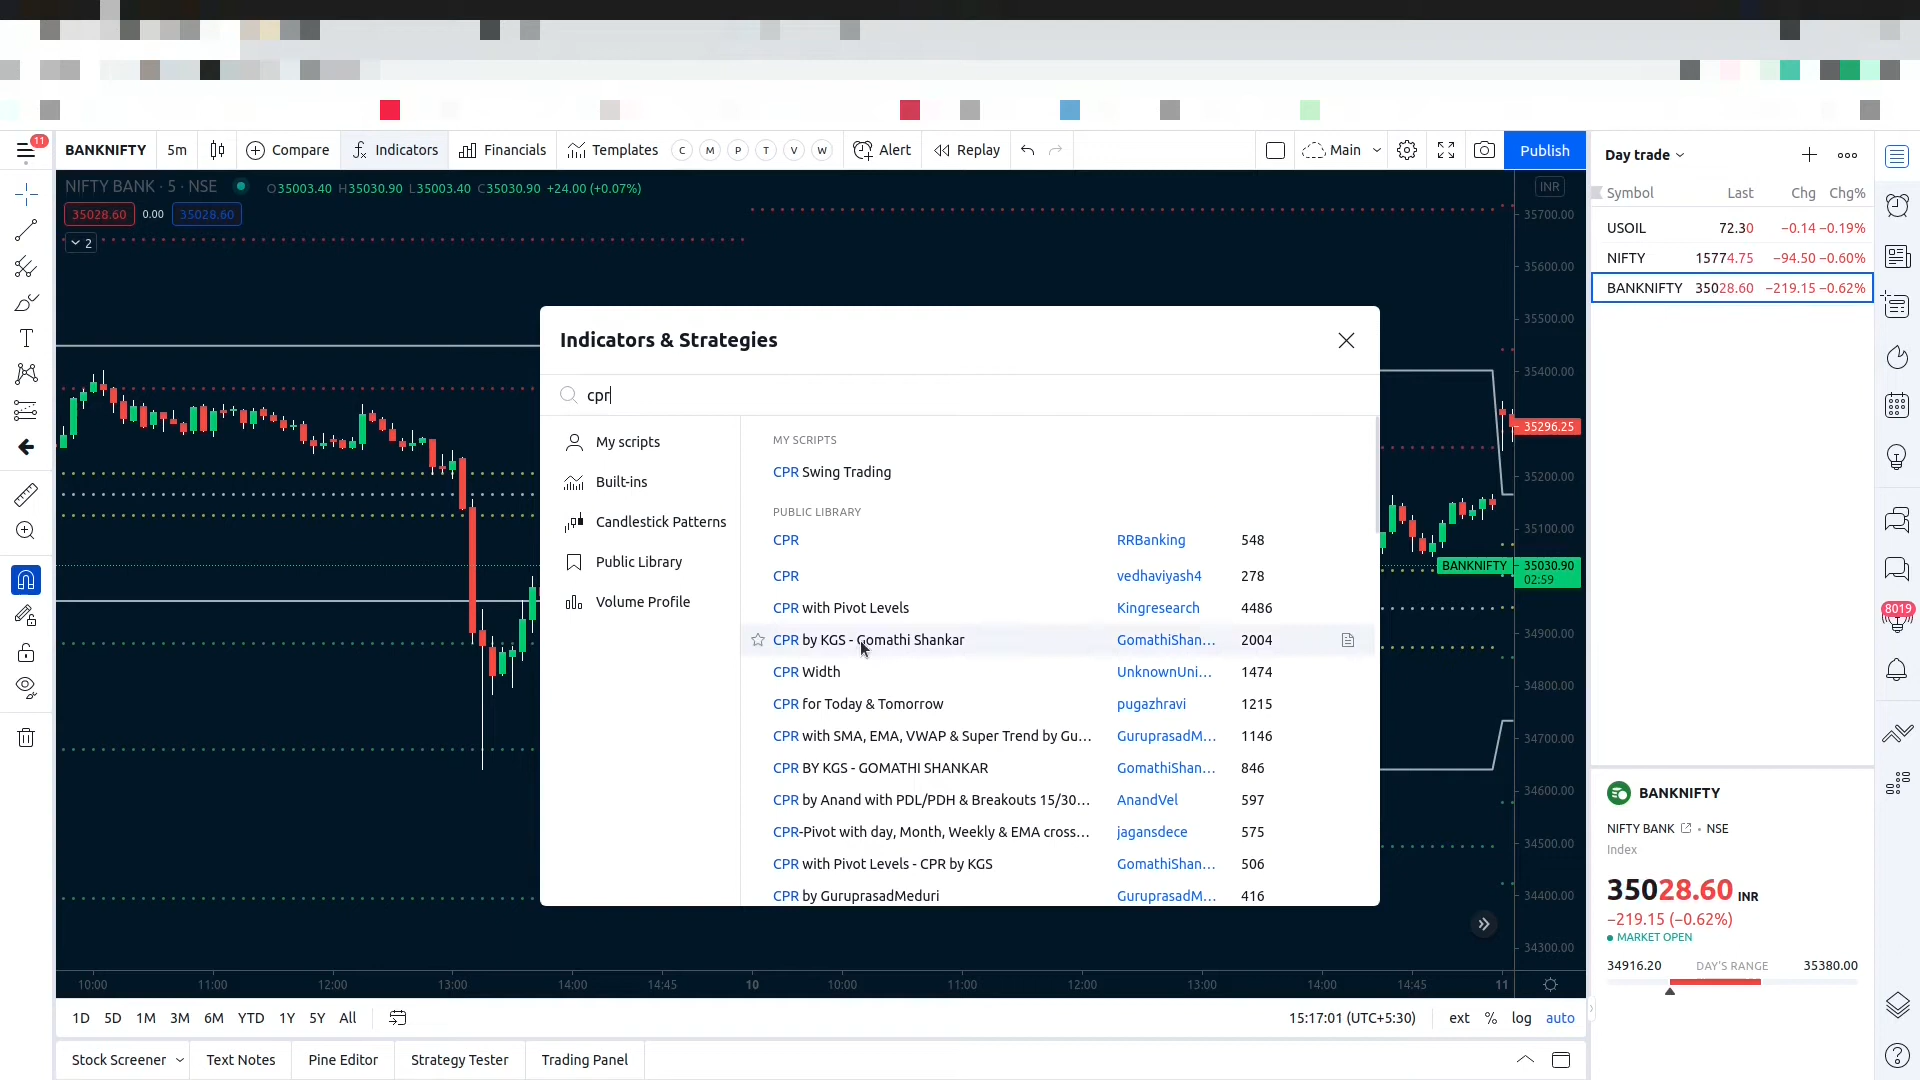 11
BANKNIFTY 5m Compare Indicators Financials Templates C M P T V W Alert Replay Main Publish
NIFTY BANK · 5 · NSE O35003.40 H35030.90 L35003.40 C35030.90 +24.00 (+0.07%)
35028.60 0.00 35028.60
2
INR
35700.00
35600.00
35500.00
35400.00
35296.25
35200.00
35100.00
BANKNIFTY 35030.90
02:59
34900.00
34800.00
34700.00
34600.00
34500.00
34400.00
34300.00
Indicators & Strategies
cpr
My scripts
Built-ins
Candlestick Patterns
Public Library
Volume Profile
MY SCRIPTS
CPR Swing Trading
PUBLIC LIBRARY
CPR RRBanking 548
CPR vedhaviyash4 278
CPR with Pivot Levels Kingresearch 4486
CPR by KGS - Gomathi Shankar GomathiShan... 2004
CPR Width UnknownUni... 1474
CPR for Today & Tomorrow pugazhravi 1215
CPR with SMA, EMA, VWAP & Super Trend by Gu... GuruprasadM... 1146
CPR BY KGS - GOMATHI SHANKAR GomathiShan... 846
CPR by Anand with PDL/PDH & Breakouts 15/30... AnandVel 597
CPR-Pivot with day, Month, Weekly & EMA cross... jagansdece 575
CPR with Pivot Levels - CPR by KGS GomathiShan... 506
CPR by GuruprasadMeduri GuruprasadM... 416
10:00 11:00 12:00 13:00 14:00 14:45 10 10:00 11:00 12:00 13:00 14:00 14:45 11
1D 5D 1M 3M 6M YTD 1Y 5Y All 15:17:01 (UTC+5:30) ext % log auto
Stock Screener Text Notes Pine Editor Strategy Tester Trading Panel
Day trade
Symbol Last Chg Chg%
USOIL 72.30 −0.14 −0.19%
NIFTY 15774.75 −94.50 −0.60%
BANKNIFTY 35028.60 −219.15 −0.62%
BANKNIFTY
NIFTY BANK · NSE
Index
35028.60 INR
−219.15 (−0.62%)
MARKET OPEN
34916.20 DAY'S RANGE 35380.00
8019